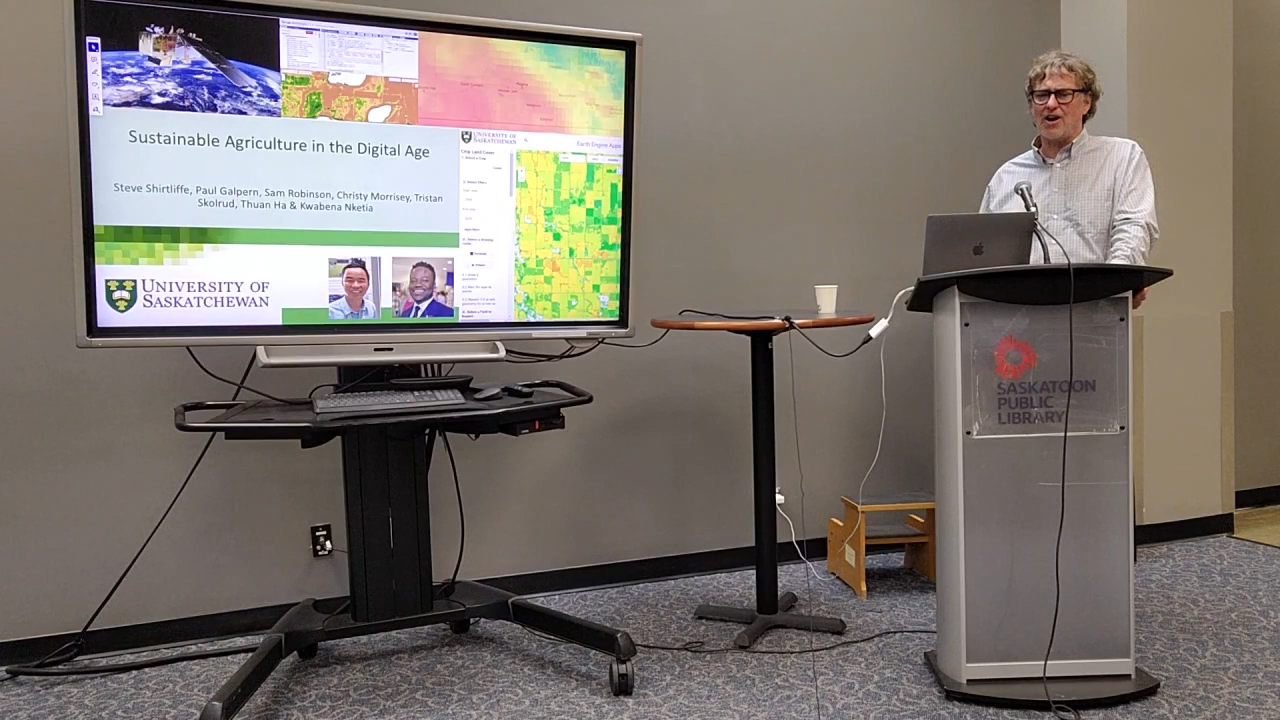 UNIVERSITY OF
SASKATCHEWAN
Earth Engine Apps
Crop Land Cover
Sustainable Agriculture in the Digital Age
Steve Shirtliffe, Paul Galpern, Sam Robinson, Christy Morrisey, Tristan
Skolrud, Thuan Ha & Kwabena Nketia
UNIVERSITY OF
SASKATCHEWAN
SASKATOON
PUBLIC
LIBRARY